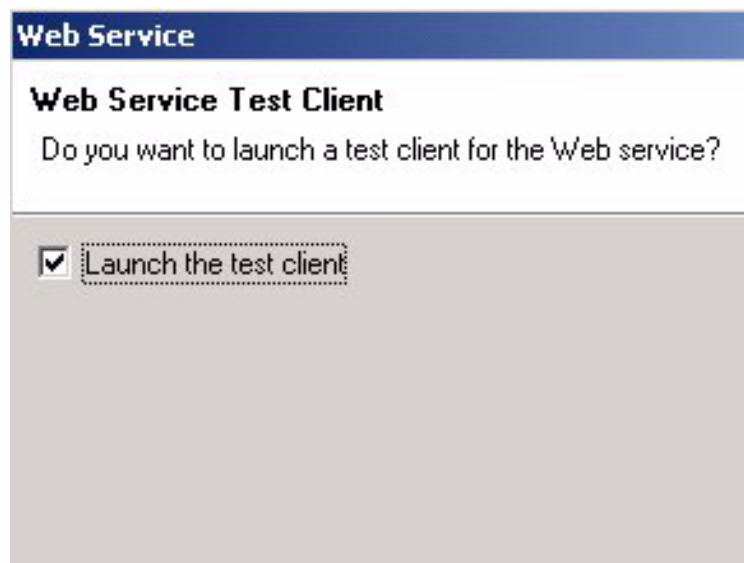 Web Service
Web Service Test Client
Do you want to launch a test client for the Web service?
Launch the test client